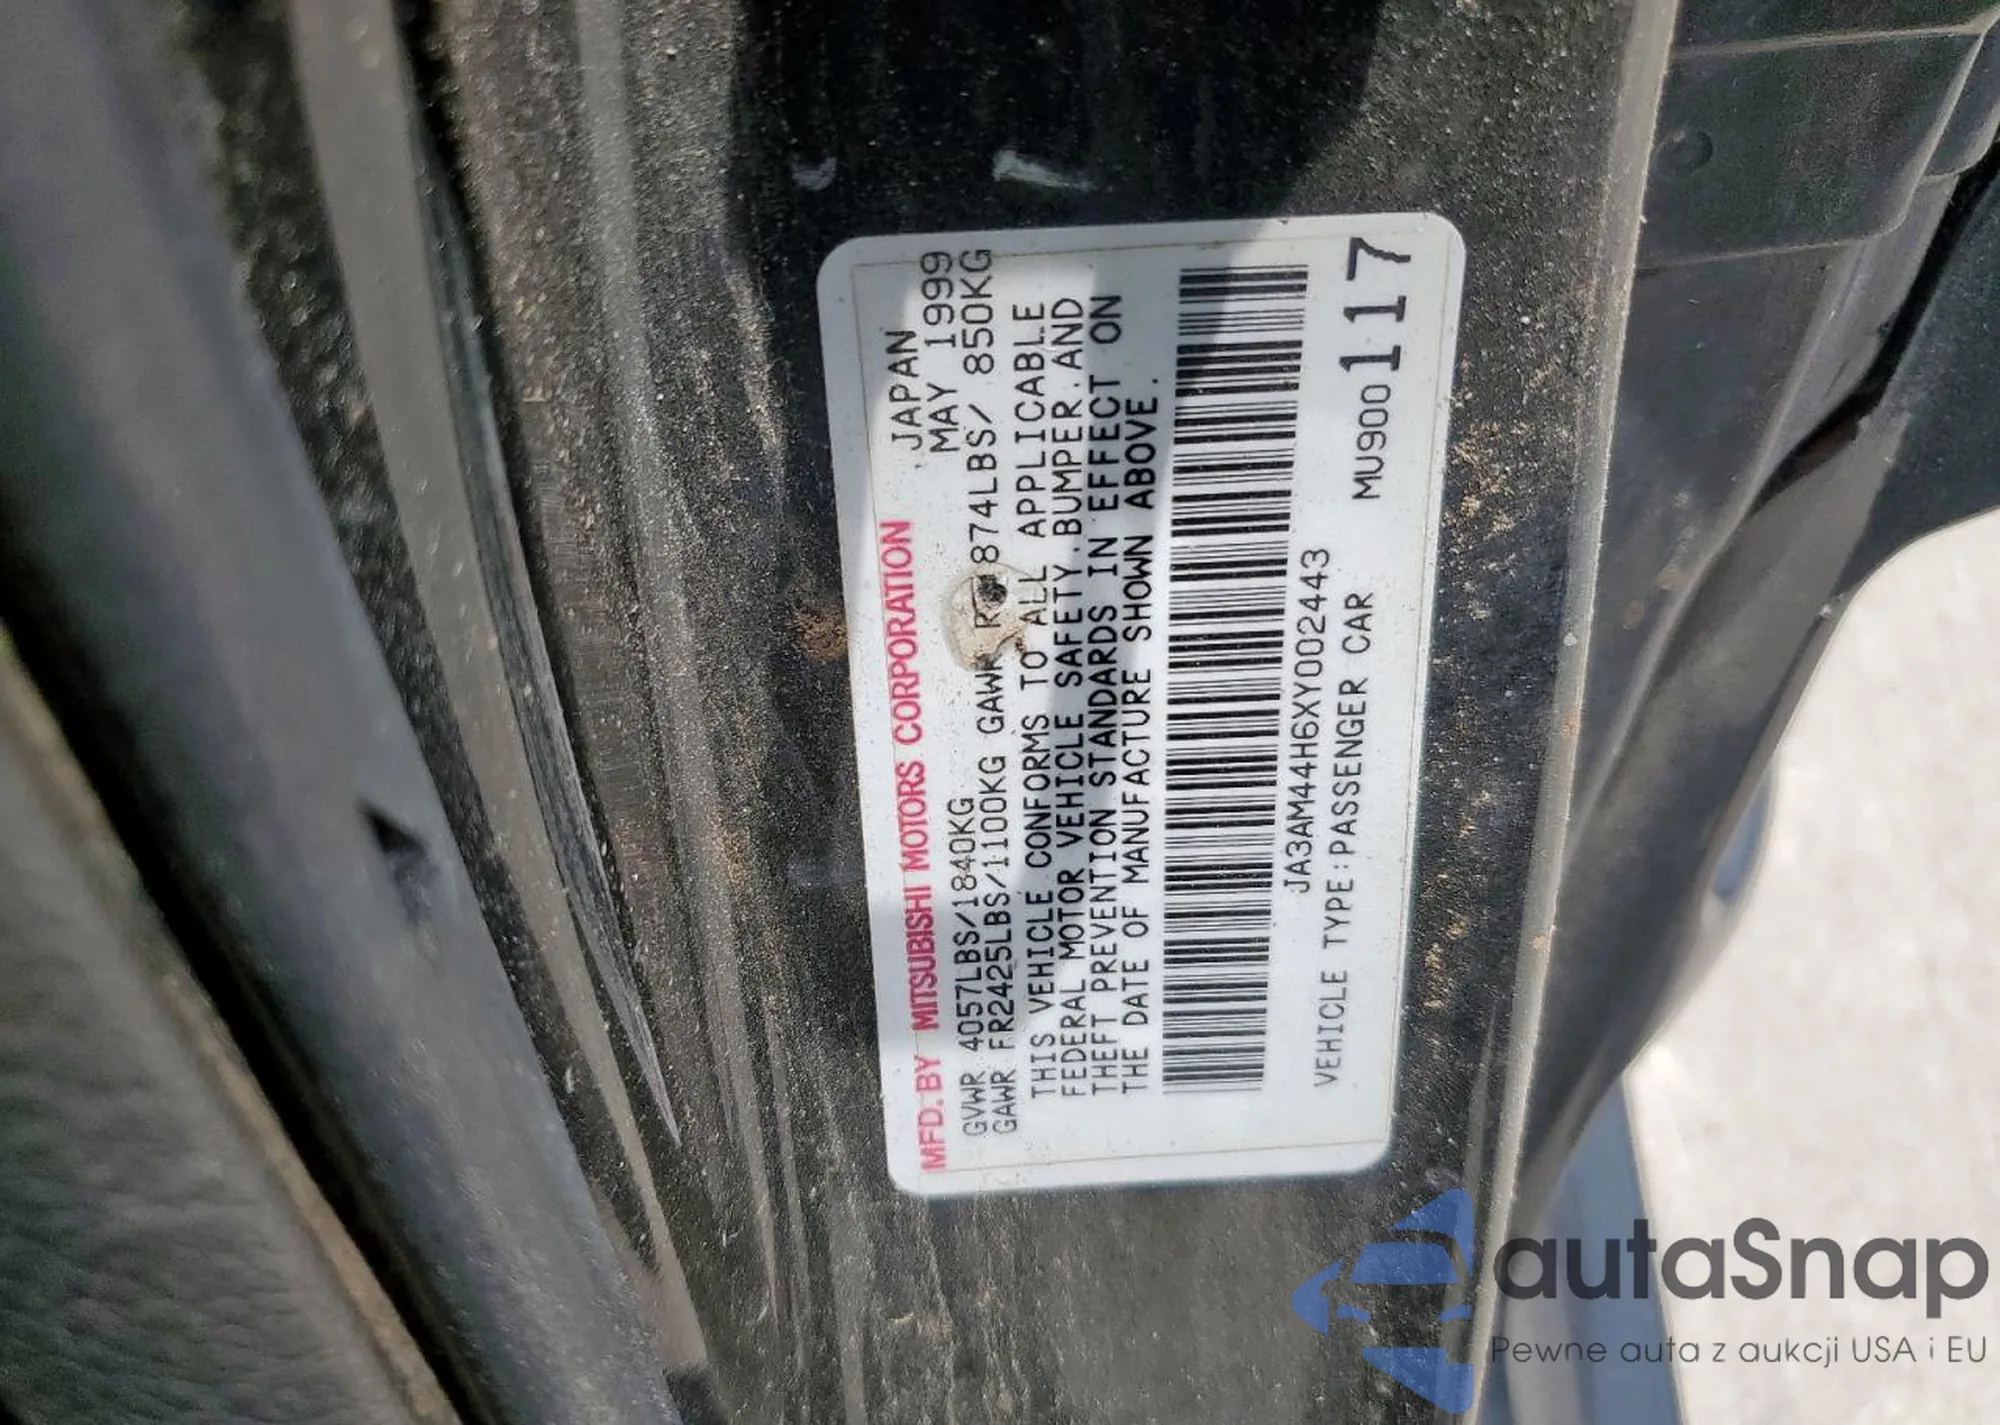 MFD.BY MITSUBISHI MOTORS CORPORATION JAPAN
GVWR 4057LBS/1840KG MAY 1999
GAWR FR2425LBS/1100KG GAWR 874LBS/ 850KG
THIS VEHICLE CONFORMS TO ALL APPLICABLE
FEDERAL MOTOR VEHICLE SAFETY,BUMPER,AND
THEFT PREVENTION STANDARDS IN EFFECT ON
THE DATE OF MANUFACTURE SHOWN ABOVE.
JA3AM44H6XY002443
VEHICLE TYPE:PASSENGER CAR MU900117
autaSnap
Pewne auta z aukcji USA i EU